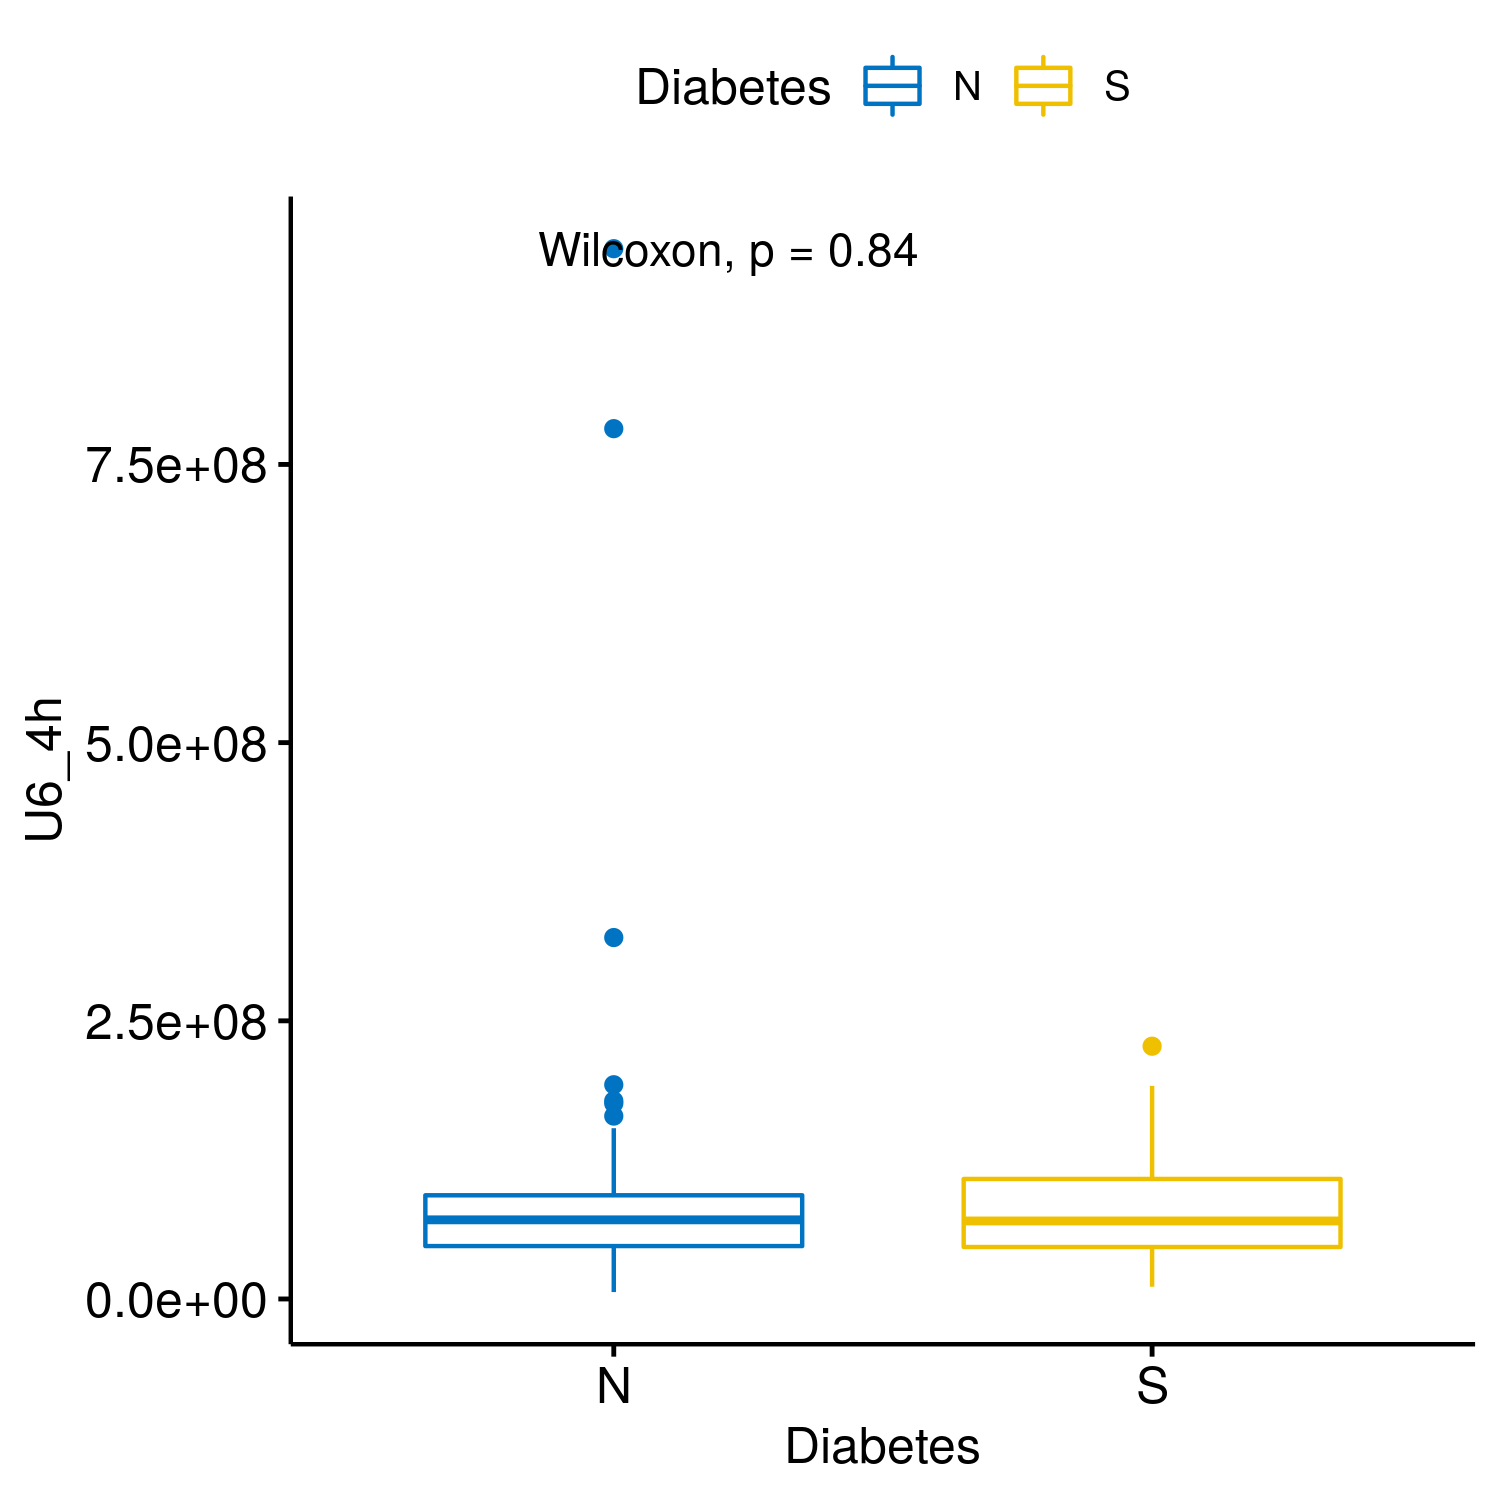 Diabetes N S
Wilcoxon, p = 0.84
7.5e+08
5.0e+08
2.5e+08
0.0e+00
U6_4h
N S
Diabetes